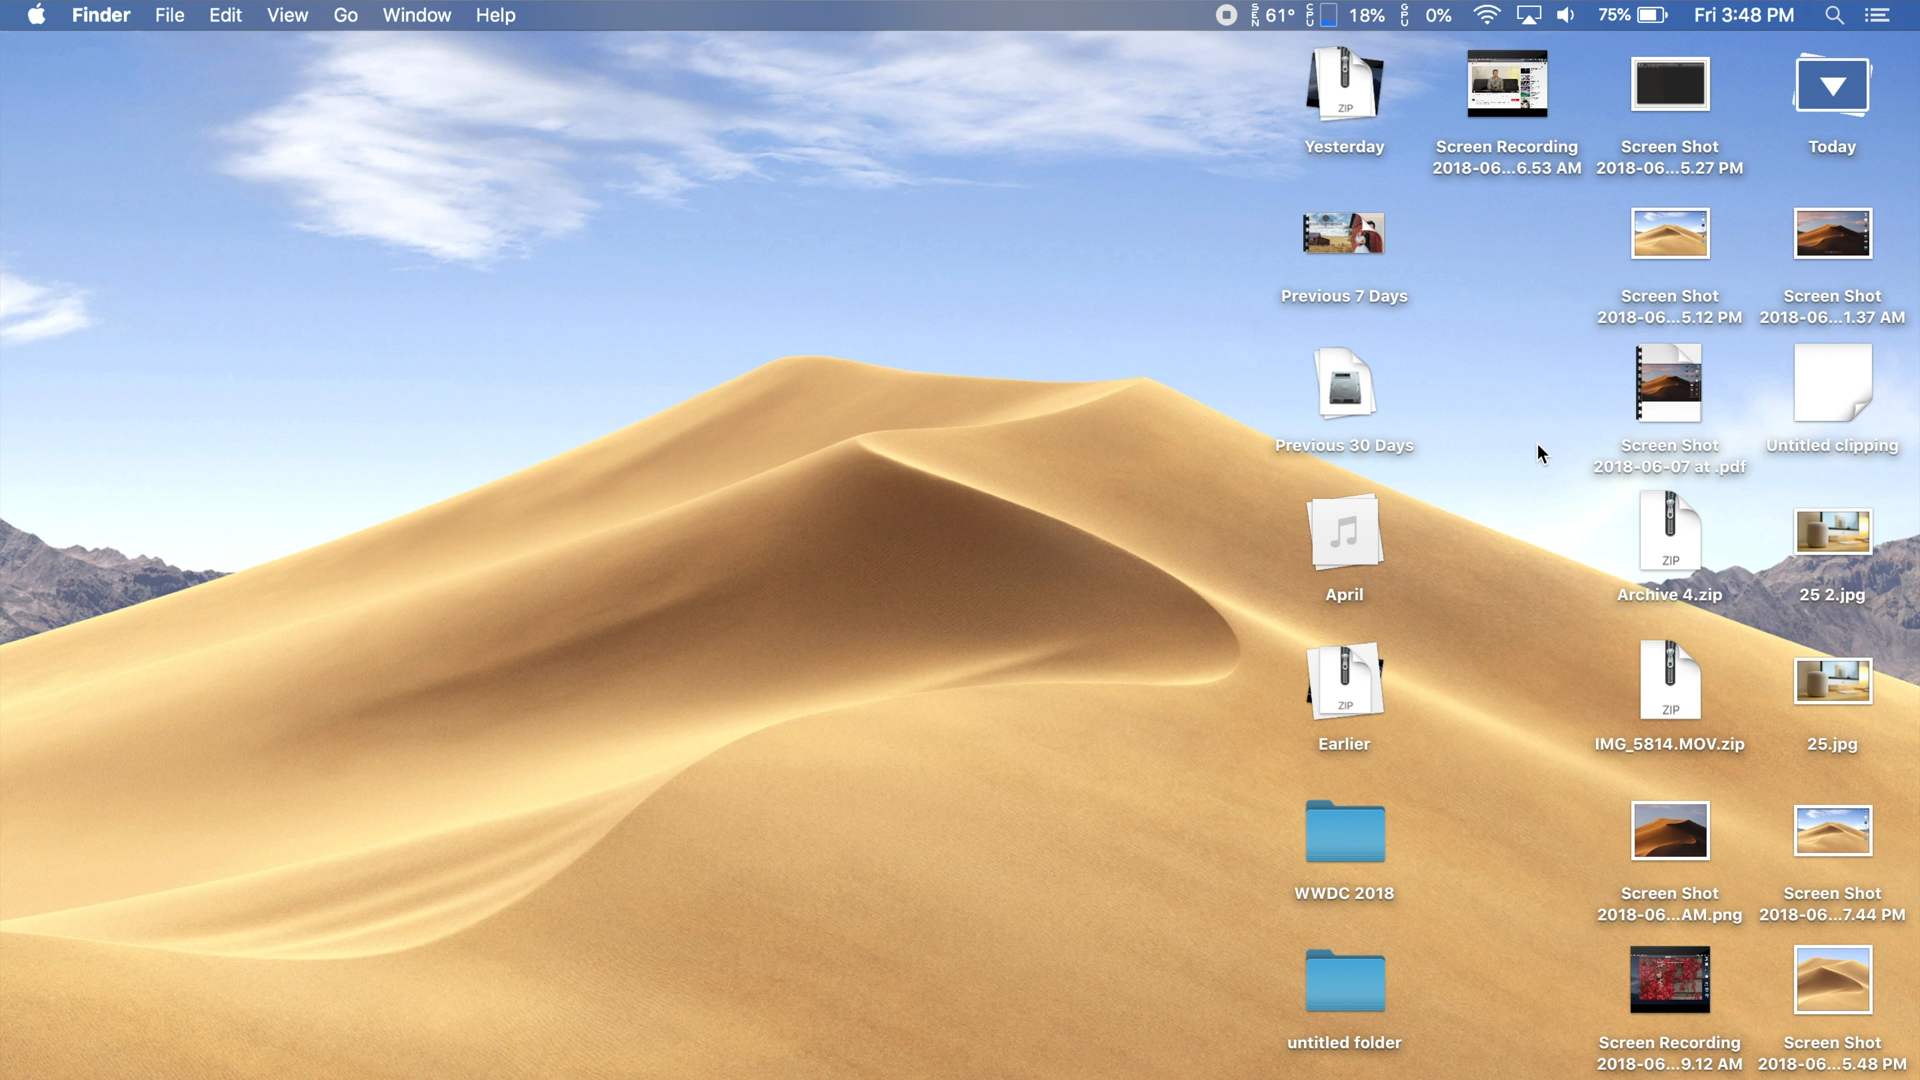 Finder File Edit View Go Window Help SEN 61° CPU 18% GPU 0% 75% Fri 3:48 PM
ZIP
Yesterday
Screen Recording
2018-06...6.53 AM
Screen Shot
2018-06...5.27 PM
Today
Previous 7 Days
Screen Shot
2018-06...5.12 PM
Screen Shot
2018-06...1.37 AM
Previous 30 Days
Screen Shot
2018-06-07 at .pdf
Untitled clipping
April
ZIP
Archive 4.zip
25 2.jpg
ZIP
Earlier
ZIP
IMG_5814.MOV.zip
25.jpg
WWDC 2018
Screen Shot
2018-06...AM.png
Screen Shot
2018-06...7.44 PM
untitled folder
Screen Recording
2018-06...9.12 AM
Screen Shot
2018-06...5.48 PM